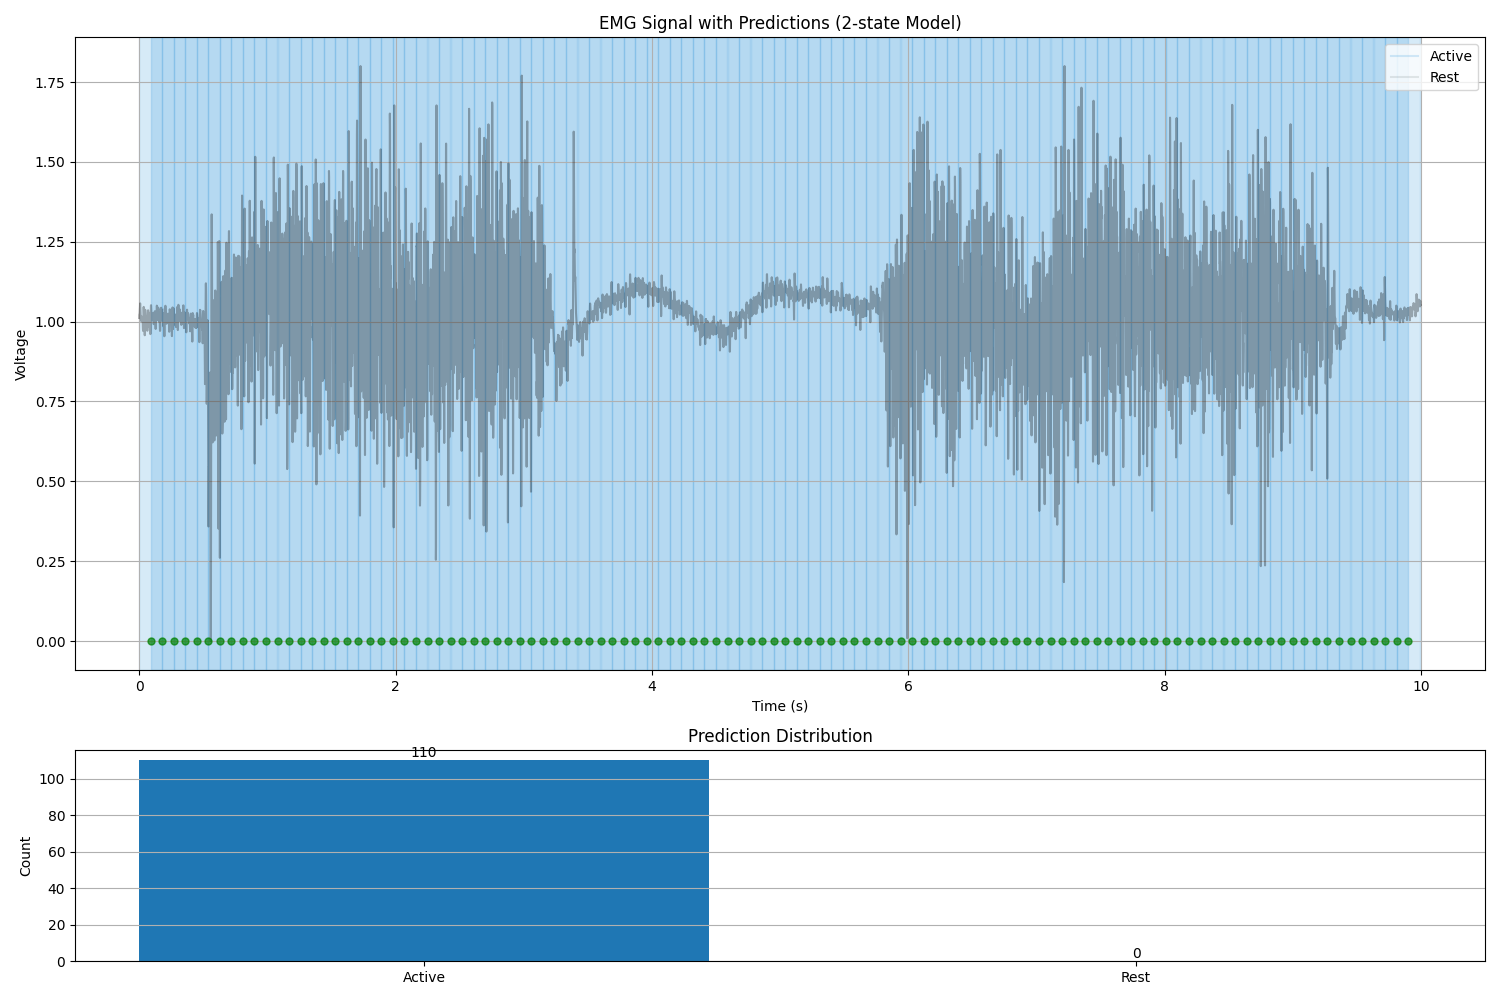 EMG Signal with Predictions (2-state Model)
Active
Rest
Voltage
1.75
1.50
1.25
1.00
0.75
0.50
0.25
0.00
0 2 4 6 8 10
Time (s)
Prediction Distribution
Count
100
80
60
40
20
0
110
0
Active Rest